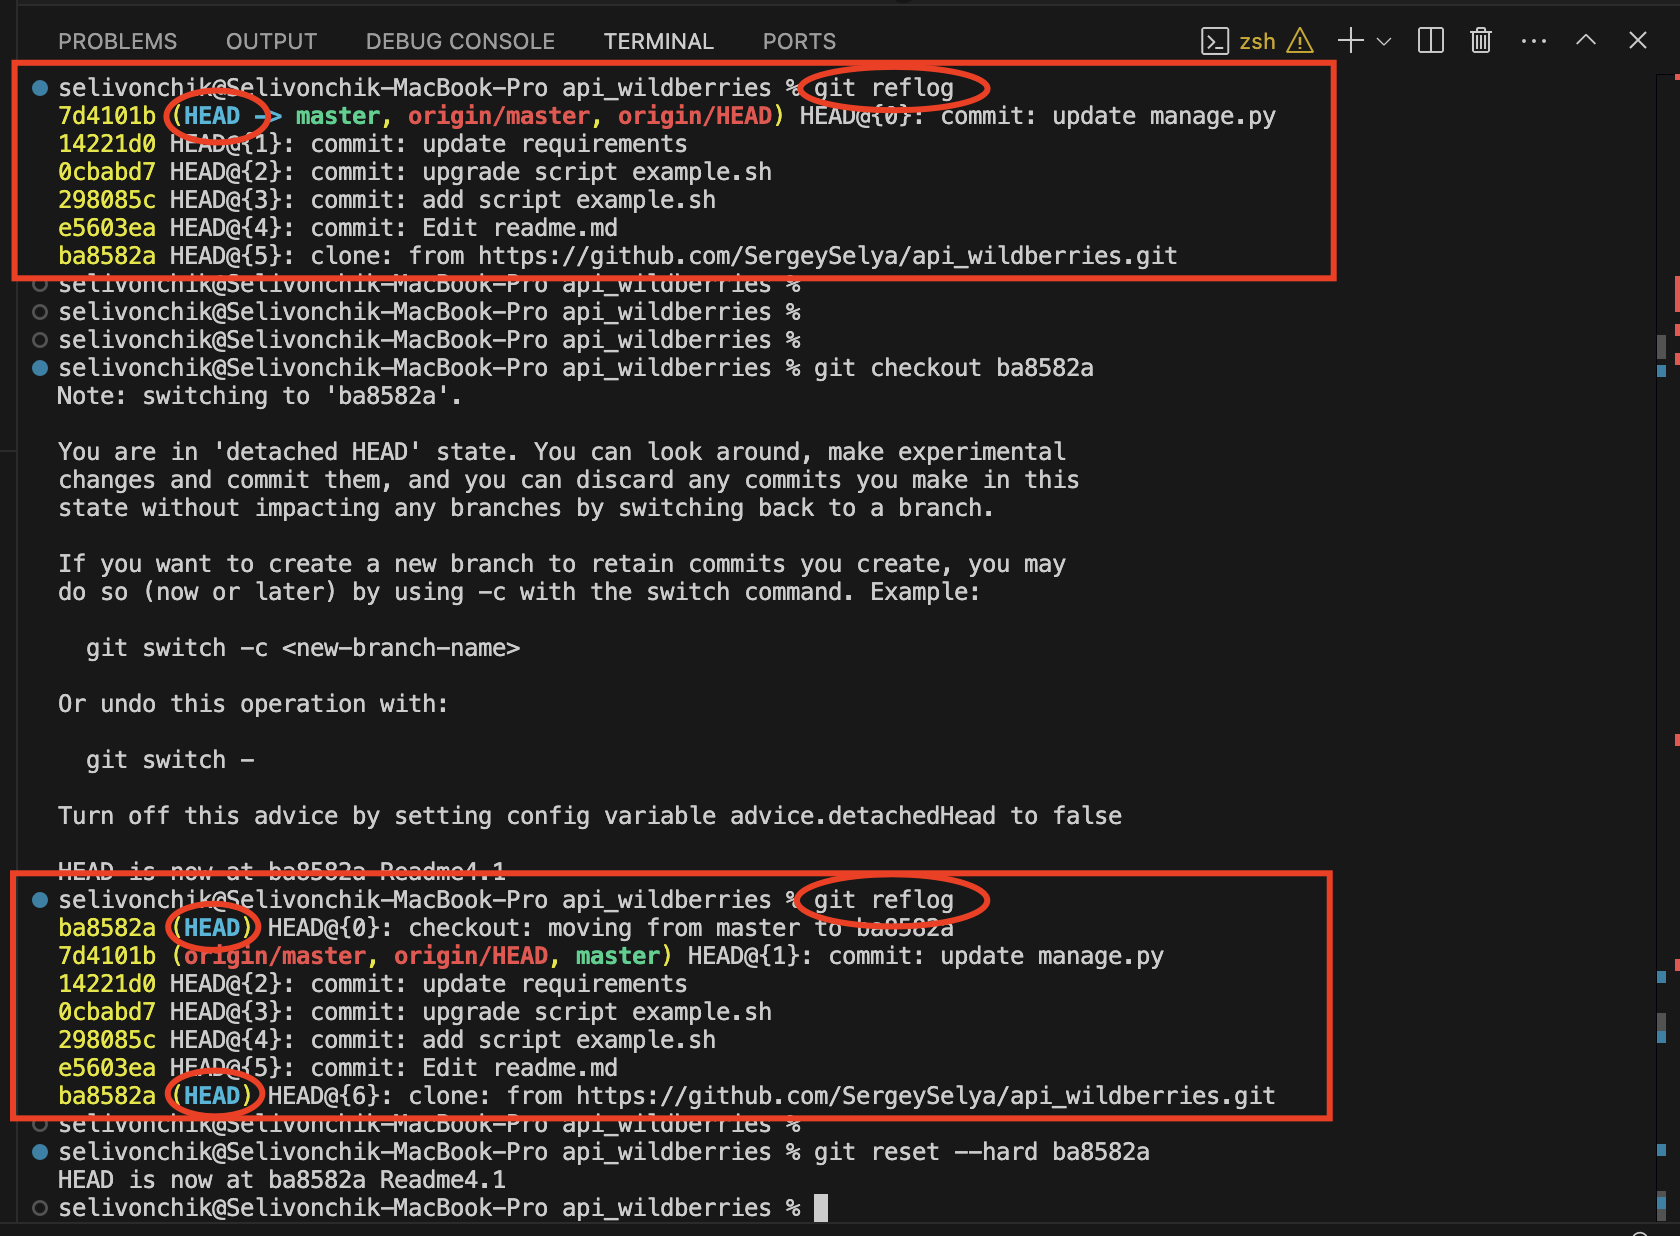 PROBLEMS OUTPUT DEBUG CONSOLE TERMINAL PORTS zsh
selivonchik@Selivonchik-MacBook-Pro api_wildberries % git reflog
7d4101b (HEAD -> master, origin/master, origin/HEAD) HEAD@{0}: commit: update manage.py
14221d0 HEAD@{1}: commit: update requirements
0cbabd7 HEAD@{2}: commit: upgrade script example.sh
298085c HEAD@{3}: commit: add script example.sh
e5603ea HEAD@{4}: commit: Edit readme.md
ba8582a HEAD@{5}: clone: from https://github.com/SergeySelya/api_wildberries.git
selivonchik@Selivonchik-MacBook-Pro api_wildberries %
selivonchik@Selivonchik-MacBook-Pro api_wildberries %
selivonchik@Selivonchik-MacBook-Pro api_wildberries %
selivonchik@Selivonchik-MacBook-Pro api_wildberries % git checkout ba8582a
Note: switching to 'ba8582a'.
You are in 'detached HEAD' state. You can look around, make experimental
changes and commit them, and you can discard any commits you make in this
state without impacting any branches by switching back to a branch.
If you want to create a new branch to retain commits you create, you may
do so (now or later) by using -c with the switch command. Example:
git switch -c <new-branch-name>
Or undo this operation with:
git switch -
Turn off this advice by setting config variable advice.detachedHead to false
HEAD is now at ba8582a Readme4.1
selivonchik@Selivonchik-MacBook-Pro api_wildberries % git reflog
ba8582a (HEAD) HEAD@{0}: checkout: moving from master to ba8582a
7d4101b (origin/master, origin/HEAD, master) HEAD@{1}: commit: update manage.py
14221d0 HEAD@{2}: commit: update requirements
0cbabd7 HEAD@{3}: commit: upgrade script example.sh
298085c HEAD@{4}: commit: add script example.sh
e5603ea HEAD@{5}: commit: Edit readme.md
ba8582a (HEAD) HEAD@{6}: clone: from https://github.com/SergeySelya/api_wildberries.git
selivonchik@Selivonchik-MacBook-Pro api_wildberries %
selivonchik@Selivonchik-MacBook-Pro api_wildberries % git reset --hard ba8582a
HEAD is now at ba8582a Readme4.1
selivonchik@Selivonchik-MacBook-Pro api_wildberries %